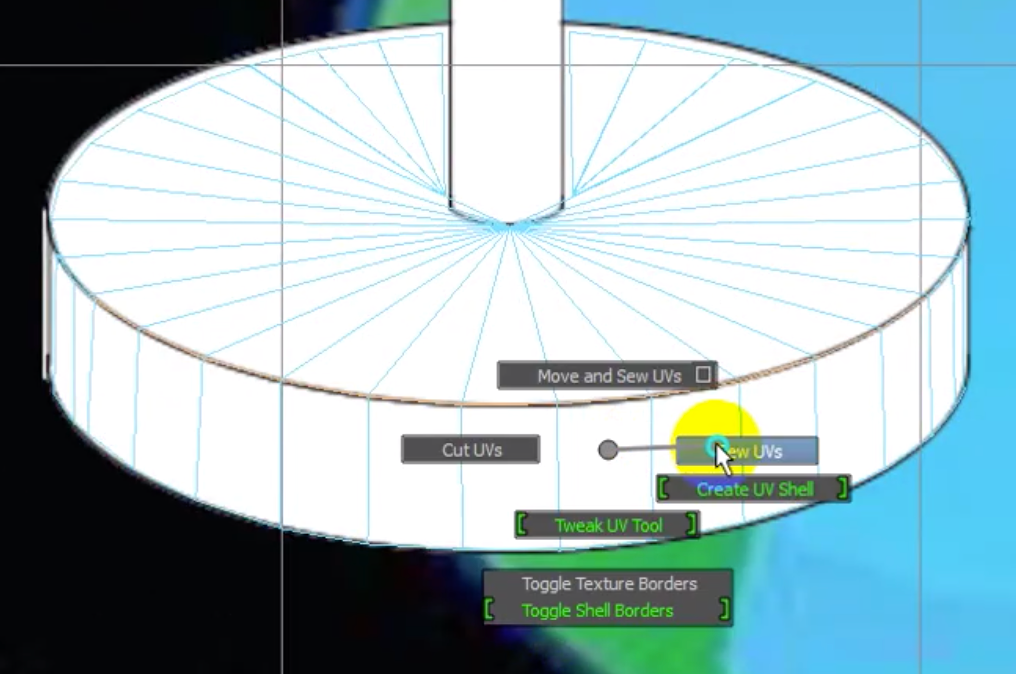 Move and Sew UVs
Cut UVs
ew UVs
Create UV Shell
Tweak UV Tool
Toggle Texture Borders
Toggle Shell Borders